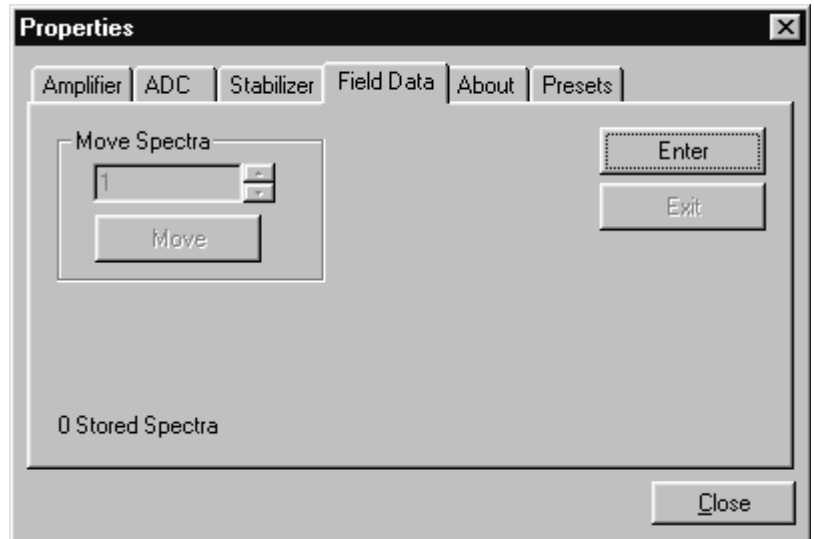 Properties
Amplifier ADC Stabilizer Field Data About Presets
Move Spectra
1
Move
Enter
Exit
0 Stored Spectra
Close